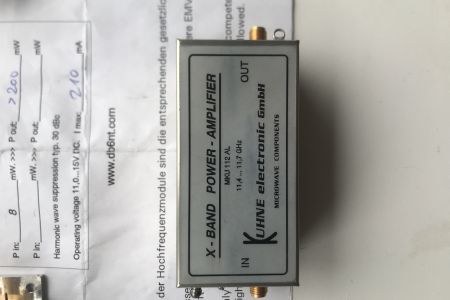 X - BAND POWER - AMPLIFIER
MKU 112 AL
11,4 ... 11,7 GHz
KUHNE electronic GmbH
MICROWAVE COMPONENTS
IN
OUT
P in: 8 mW. >>> P out: > 200 mW
P in: mW. >>> P out: mW
Harmonic wave suppression typ. 30 dBc
Operating voltage 11,0...15V DC, I max: 210 mA
www.db6nt.com
der Hochfrequenzmodule sind die entsprechenden gesetzlic